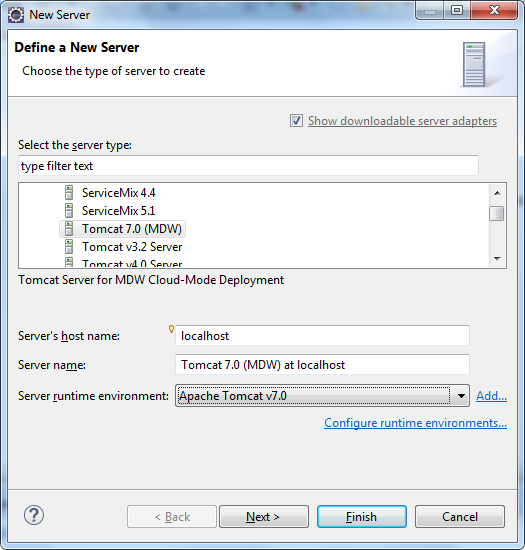 New Server
Define a New Server
Choose the type of server to create
Show downloadable server adapters
Select the server type:
type filter text
ServiceMix 4.4
ServiceMix 5.1
Tomcat 7.0 (MDW)
Tomcat v3.2 Server
Tomcat v4.0 Server
Tomcat Server for MDW Cloud-Mode Deployment
Server's host name: localhost
Server name: Tomcat 7.0 (MDW) at localhost
Server runtime environment: Apache Tomcat v7.0 Add...
Configure runtime environments...
? < Back Next > Finish Cancel